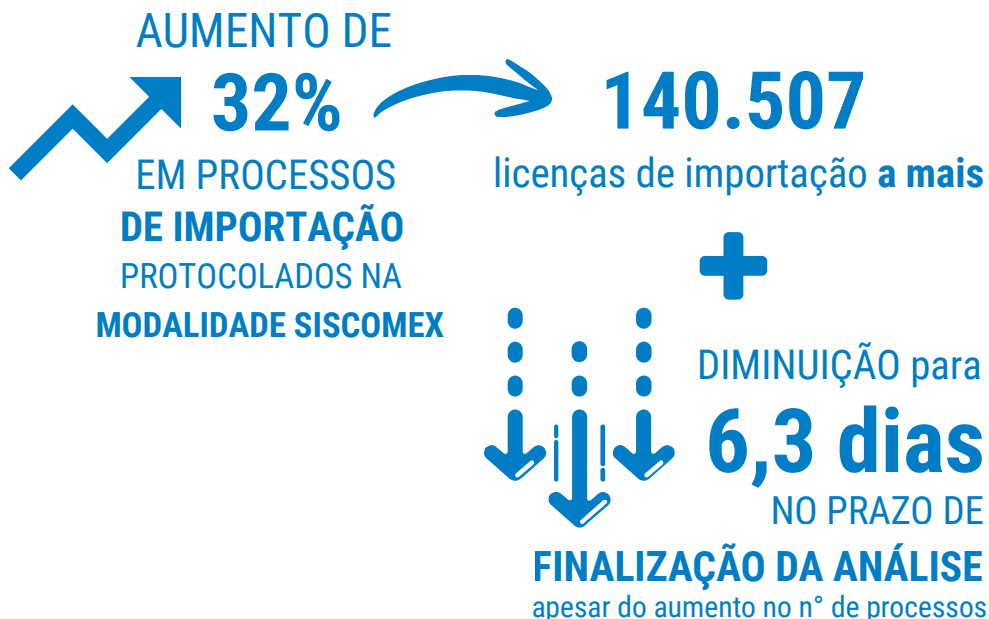 AUMENTO DE
32%
EM PROCESSOS
DE IMPORTAÇÃO
PROTOCOLADOS NA
MODALIDADE SISCOMEX
140.507
licenças de importação a mais
DIMINUIÇÃO para
6,3 dias
NO PRAZO DE
FINALIZAÇÃO DA ANÁLISE
apesar do aumento no n° de processos